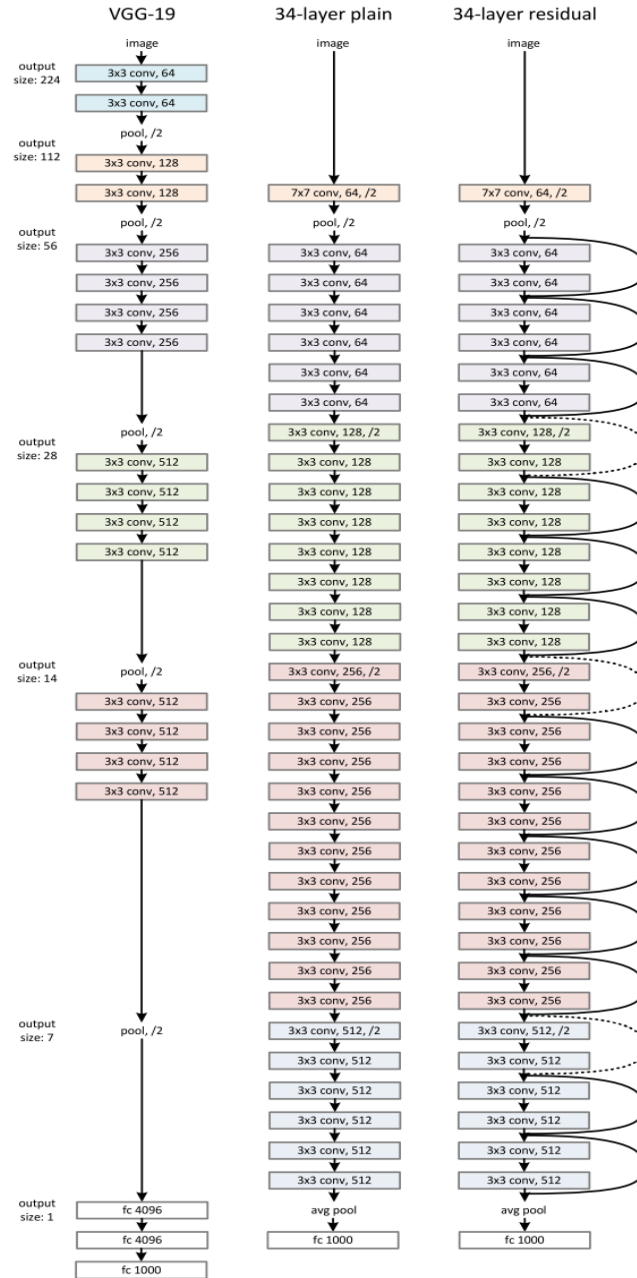 VGG-19
image
output
size: 224
3x3 conv, 64
3x3 conv, 64
pool, /2
output
size: 112
3x3 conv, 128
3x3 conv, 128
pool, /2
output
size: 56
3x3 conv, 256
3x3 conv, 256
3x3 conv, 256
3x3 conv, 256
pool, /2
output
size: 28
3x3 conv, 512
3x3 conv, 512
3x3 conv, 512
3x3 conv, 512
pool, /2
output
size: 14
3x3 conv, 512
3x3 conv, 512
3x3 conv, 512
3x3 conv, 512
output
size: 7
pool, /2
output
size: 1
fc 4096
fc 4096
fc 1000
34-layer plain
image
7x7 conv, 64, /2
pool, /2
3x3 conv, 64
3x3 conv, 64
3x3 conv, 64
3x3 conv, 64
3x3 conv, 64
3x3 conv, 64
3x3 conv, 128, /2
3x3 conv, 128
3x3 conv, 128
3x3 conv, 128
3x3 conv, 128
3x3 conv, 128
3x3 conv, 128
3x3 conv, 128
3x3 conv, 256, /2
3x3 conv, 256
3x3 conv, 256
3x3 conv, 256
3x3 conv, 256
3x3 conv, 256
3x3 conv, 256
3x3 conv, 256
3x3 conv, 256
3x3 conv, 256
3x3 conv, 256
3x3 conv, 256
3x3 conv, 512, /2
3x3 conv, 512
3x3 conv, 512
3x3 conv, 512
3x3 conv, 512
3x3 conv, 512
avg pool
fc 1000
34-layer residual
image
7x7 conv, 64, /2
pool, /2
3x3 conv, 64
3x3 conv, 64
3x3 conv, 64
3x3 conv, 64
3x3 conv, 64
3x3 conv, 64
3x3 conv, 128, /2
3x3 conv, 128
3x3 conv, 128
3x3 conv, 128
3x3 conv, 128
3x3 conv, 128
3x3 conv, 128
3x3 conv, 128
3x3 conv, 256, /2
3x3 conv, 256
3x3 conv, 256
3x3 conv, 256
3x3 conv, 256
3x3 conv, 256
3x3 conv, 256
3x3 conv, 256
3x3 conv, 256
3x3 conv, 256
3x3 conv, 256
3x3 conv, 256
3x3 conv, 512, /2
3x3 conv, 512
3x3 conv, 512
3x3 conv, 512
3x3 conv, 512
3x3 conv, 512
avg pool
fc 1000